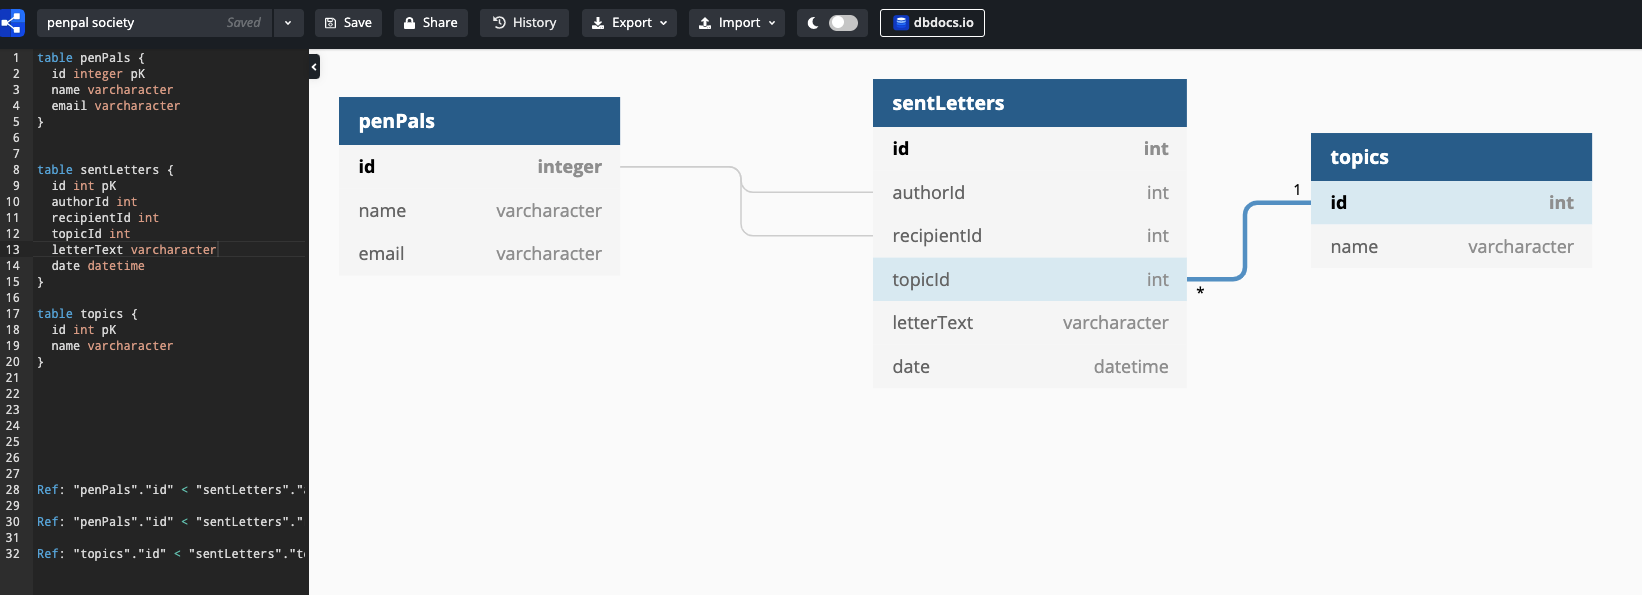 penpal society Saved Save Share History Export Import dbdocs.io
1 table penPals {
2 id integer pK
3 name varcharacter
4 email varcharacter
5 }
6
7
8 table sentLetters {
9 id int pK
10 authorId int
11 recipientId int
12 topicId int
13 letterText varcharacter
14 date datetime
15 }
16
17 table topics {
18 id int pK
19 name varcharacter
20 }
21
22
23
24
25
26
27
28 Ref: "penPals"."id" < "sentLetters"."
29
30 Ref: "penPals"."id" < "sentLetters"."
31
32 Ref: "topics"."id" < "sentLetters"."t
penPals
id integer
name varcharacter
email varcharacter
sentLetters
id int
authorId int
recipientId int
topicId int
letterText varcharacter
date datetime
*
1
topics
id int
name varcharacter